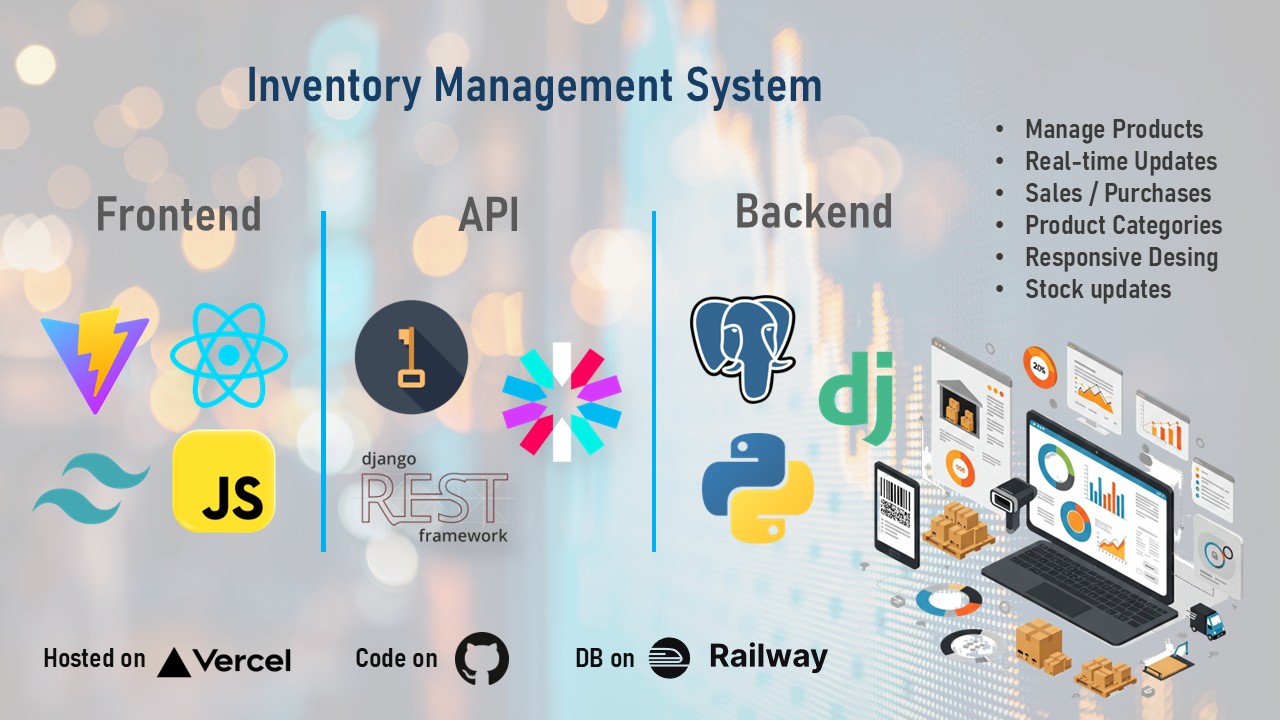 Inventory Management System
• Manage Products
• Real-time Updates
• Sales / Purchases
• Product Categories
• Responsive Desing
• Stock updates
Frontend
API
Backend
JS
django
REST
framework
dj
20%
Hosted on Vercel
Code on
DB on Railway